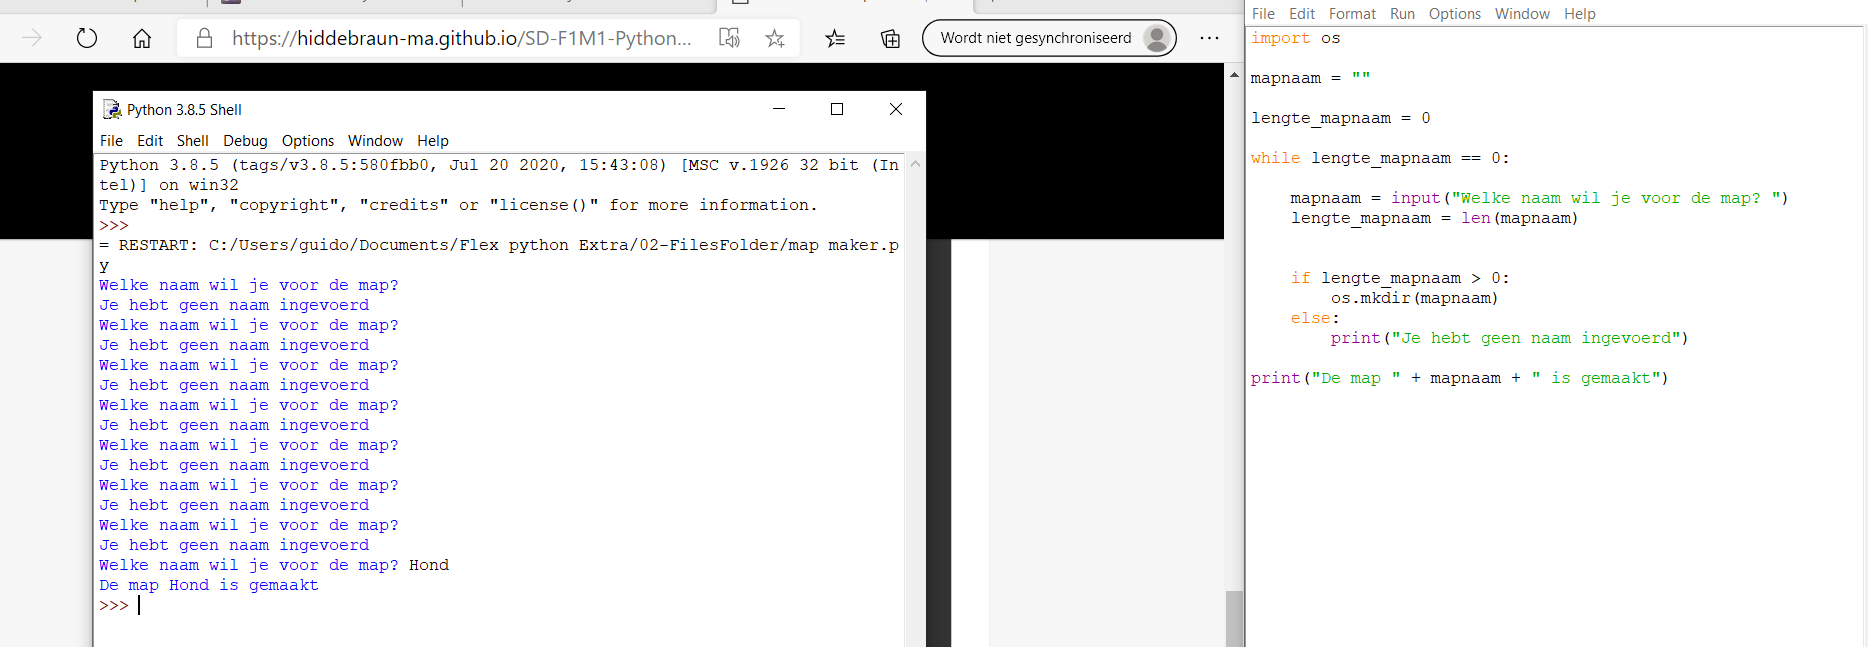 https://hiddebraun-ma.github.io/SD-F1M1-Python...
Wordt niet gesynchroniseerd
Python 3.8.5 Shell
File Edit Shell Debug Options Window Help
Python 3.8.5 (tags/v3.8.5:580fbb0, Jul 20 2020, 15:43:08) [MSC v.1926 32 bit (In
tel)] on win32
Type "help", "copyright", "credits" or "license()" for more information.
>>>
= RESTART: C:/Users/guido/Documents/Flex python Extra/02-FilesFolder/map maker.p
y
Welke naam wil je voor de map?
Je hebt geen naam ingevoerd
Welke naam wil je voor de map?
Je hebt geen naam ingevoerd
Welke naam wil je voor de map?
Je hebt geen naam ingevoerd
Welke naam wil je voor de map?
Je hebt geen naam ingevoerd
Welke naam wil je voor de map?
Je hebt geen naam ingevoerd
Welke naam wil je voor de map?
Je hebt geen naam ingevoerd
Welke naam wil je voor de map?
Je hebt geen naam ingevoerd
Welke naam wil je voor de map? Hond
De map Hond is gemaakt
>>>
File Edit Format Run Options Window Help
import os
mapnaam = ""
lengte_mapnaam = 0
while lengte_mapnaam == 0:
mapnaam = input("Welke naam wil je voor de map? ")
lengte_mapnaam = len(mapnaam)
if lengte_mapnaam > 0:
os.mkdir(mapnaam)
else:
print("Je hebt geen naam ingevoerd")
print("De map " + mapnaam + " is gemaakt")